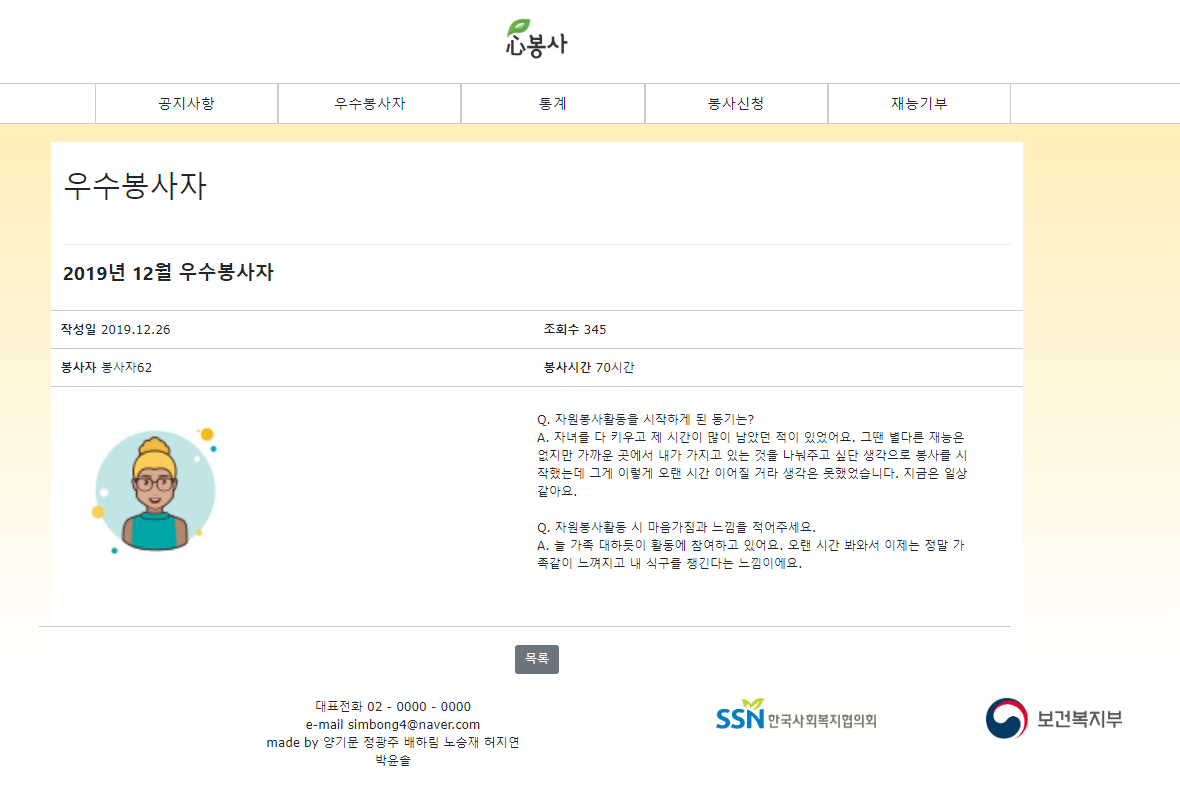 心봉사
공지사항
우수봉사자
통계
봉사신청
재능기부
우수봉사자
2019년 12월 우수봉사자
작성일 2019.12.26
조회수 345
봉사자 봉사자62
봉사시간 70시간
Q. 자원봉사활동을 시작하게 된 동기는?
A. 자녀를 다 키우고 제 시간이 많이 남았던 적이 있었어요. 그땐 별다른 재능은
없지만 가까운 곳에서 내가 가지고 있는 것을 나눠주고 싶단 생각으로 봉사를 시
작했는데 그게 이렇게 오랜 시간 이어질 거라 생각은 못했었습니다. 지금은 일상
같아요.
Q. 자원봉사활동 시 마음가짐과 느낌을 적어주세요.
A. 늘 가족 대하듯이 활동에 참여하고 있어요. 오랜 시간 봐와서 이제는 정말 가
족같이 느껴지고 내 식구를 챙긴다는 느낌이에요.
목록
대표전화 02 - 0000 - 0000
e-mail simbong4@naver.com
made by 양기문 정광주 배하림 노승재 허지연
박윤솔
SSN 한국사회복지협의회
보건복지부